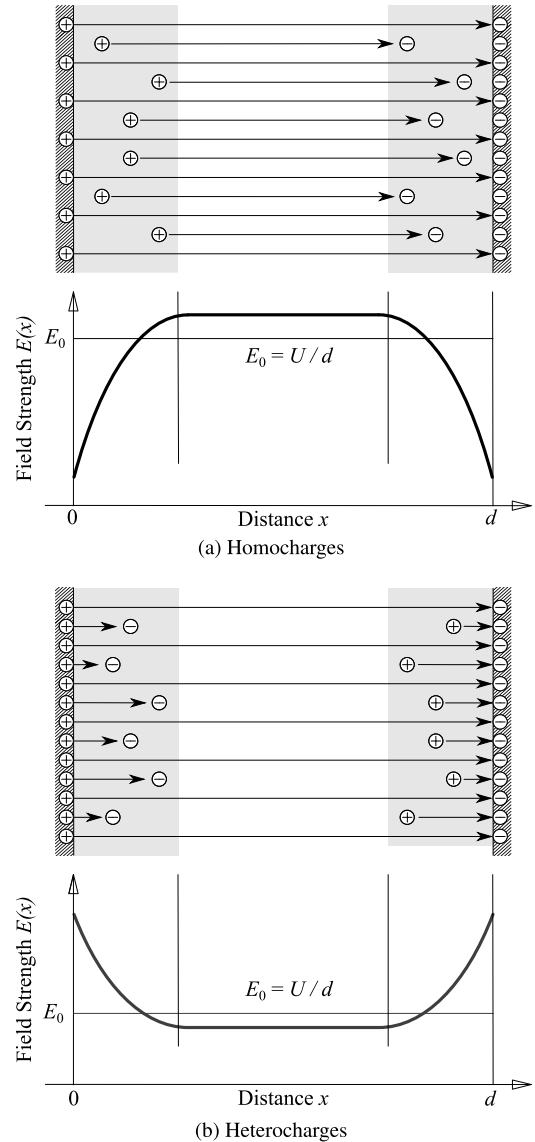 Field Strength E(x)
E₀
E₀ = U / d
0
Distance x
d
(a) Homocharges
Field Strength E(x)
E₀
E₀ = U / d
0
Distance x
d
(b) Heterocharges